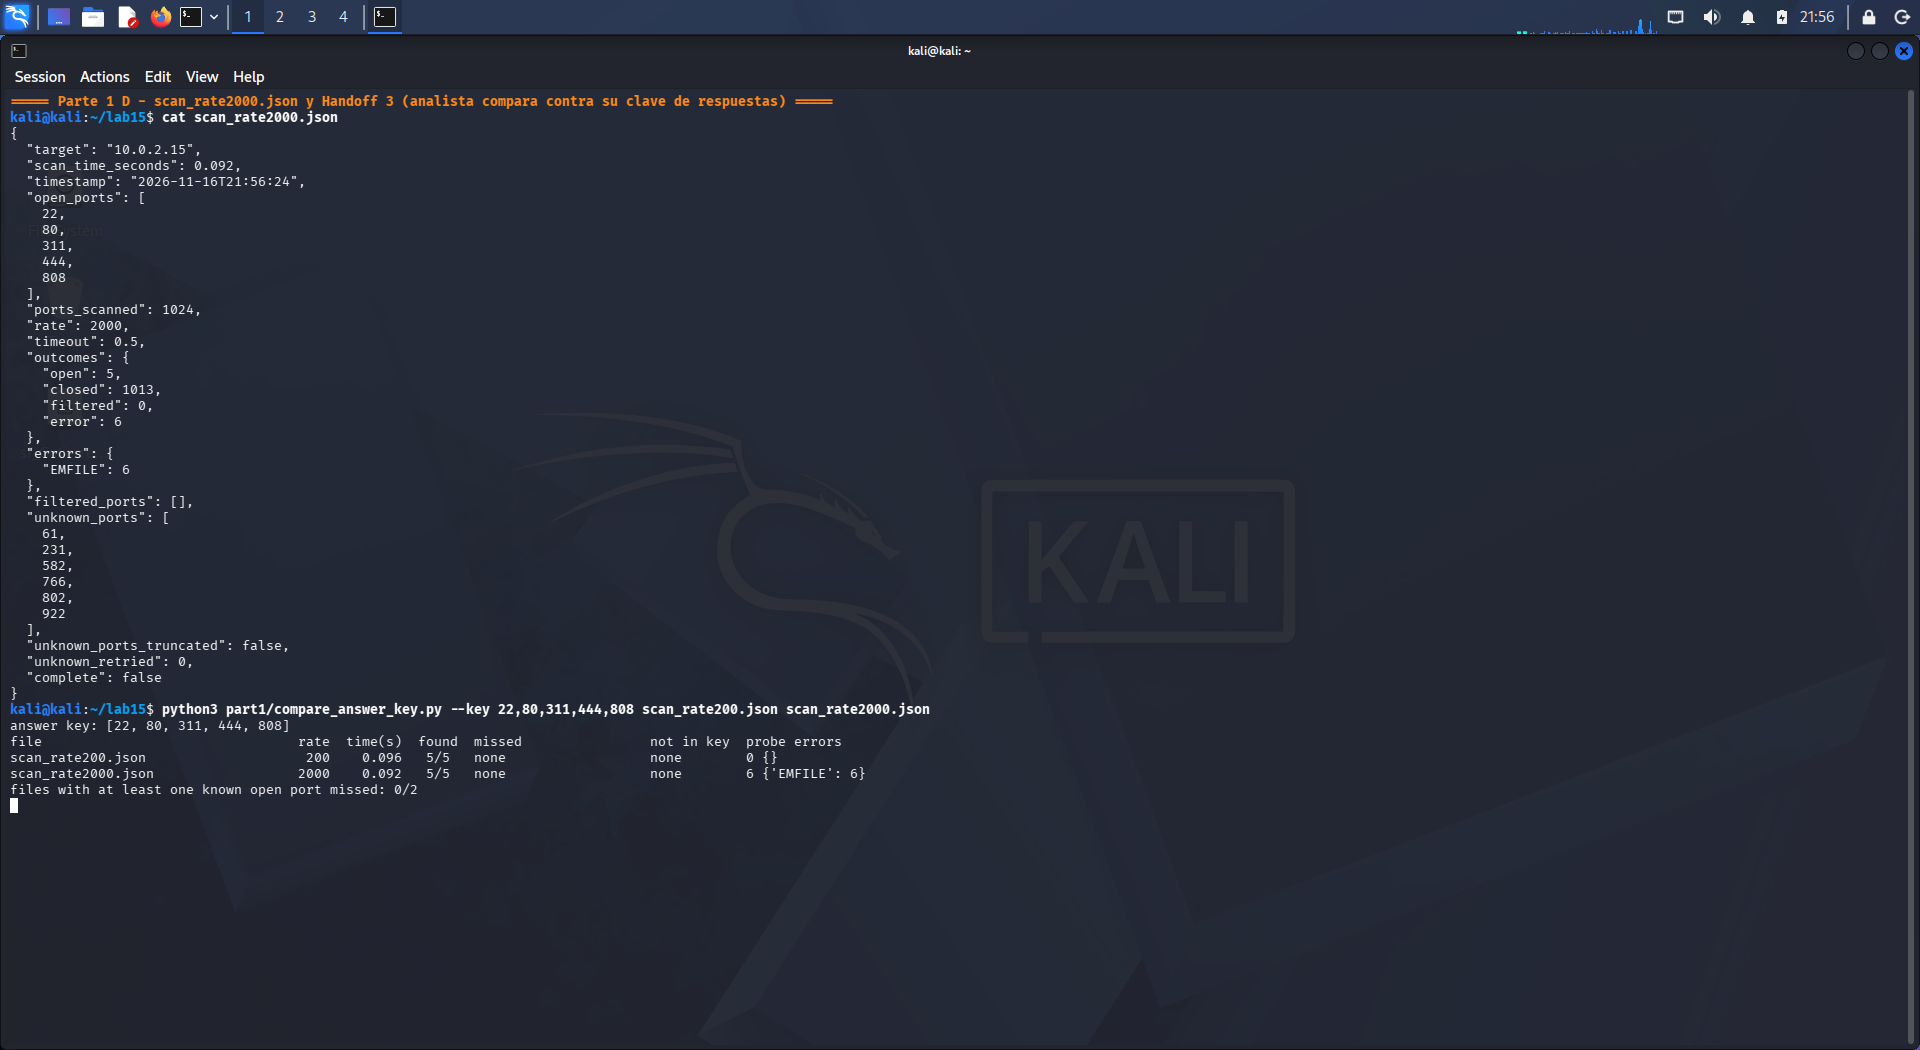 1 2 3 4 21:56
kali@kali: ~
Session Actions Edit View Help
===== Parte 1 D - scan_rate2000.json y Handoff 3 (analista compara contra su clave de respuestas) =====
kali@kali:~/lab15$ cat scan_rate2000.json
{
"target": "10.0.2.15",
"scan_time_seconds": 0.092,
"timestamp": "2026-11-16T21:56:24",
"open_ports": [
22,
80,
311,
444,
808
],
"ports_scanned": 1024,
"rate": 2000,
"timeout": 0.5,
"outcomes": {
"open": 5,
"closed": 1013,
"filtered": 0,
"error": 6
},
"errors": {
"EMFILE": 6
},
"filtered_ports": [],
"unknown_ports": [
61,
231,
582,
766,
802,
922
],
"unknown_ports_truncated": false,
"unknown_retried": 0,
"complete": false
}
kali@kali:~/lab15$ python3 part1/compare_answer_key.py --key 22,80,311,444,808 scan_rate200.json scan_rate2000.json
answer key: [22, 80, 311, 444, 808]
file rate time(s) found missed not in key probe errors
scan_rate200.json 200 0.096 5/5 none none 0 {}
scan_rate2000.json 2000 0.092 5/5 none none 6 {'EMFILE': 6}
files with at least one known open port missed: 0/2
KALI